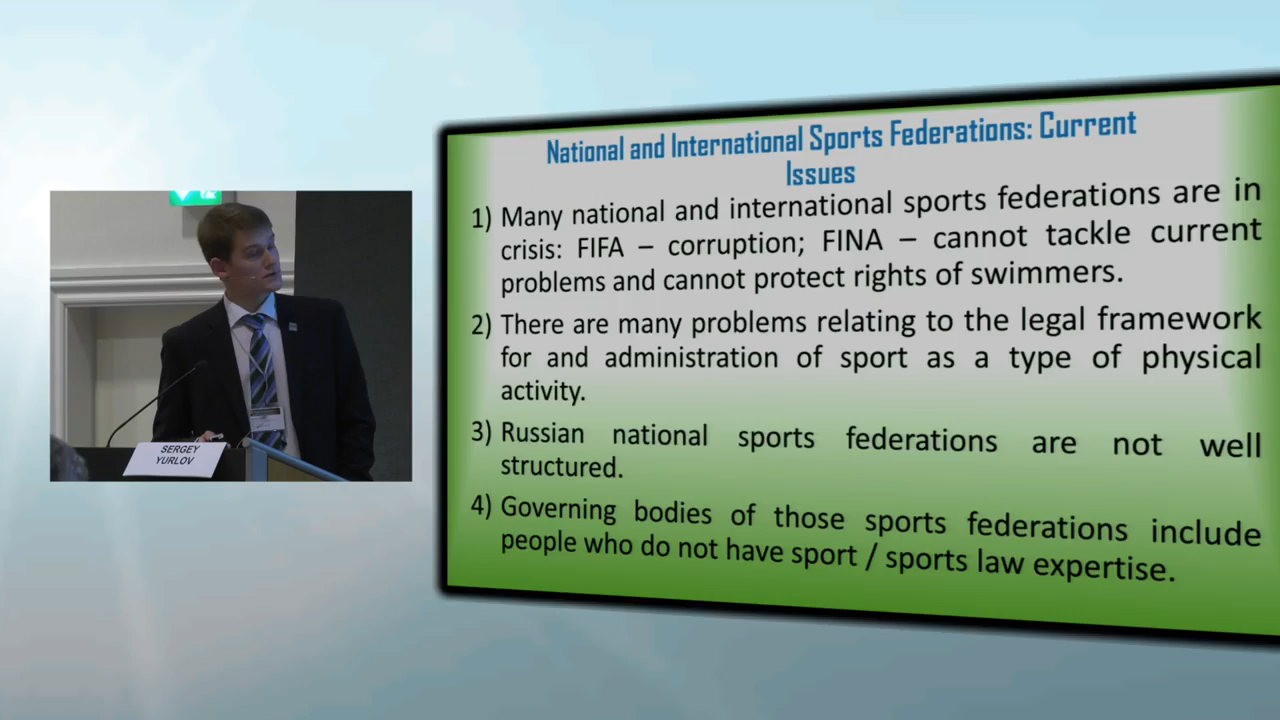 SERGEY
YURLOV
National and International Sports Federations: Current
Issues
1) Many national and international sports federations are in
crisis: FIFA – corruption; FINA – cannot tackle current
problems and cannot protect rights of swimmers.
2) There are many problems relating to the legal framework
for and administration of sport as a type of physical
activity.
3) Russian national sports federations are not well
structured.
4) Governing bodies of those sports federations include
people who do not have sport / sports law expertise.